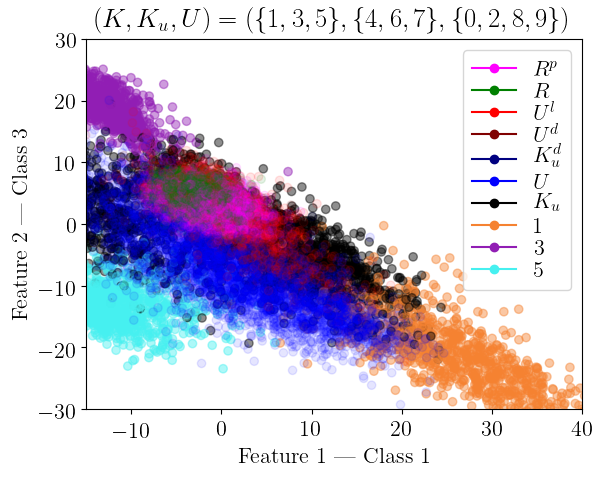 (K, K_u, U) = ({1, 3, 5}, {4, 6, 7}, {0, 2, 8, 9})
30
20
10
0
−10
−20
−30
Feature 2 — Class 3
R^p
R
U^l
U^d
K_u^d
U
K_u
1
3
5
−10
0
10
20
30
40
Feature 1 — Class 1